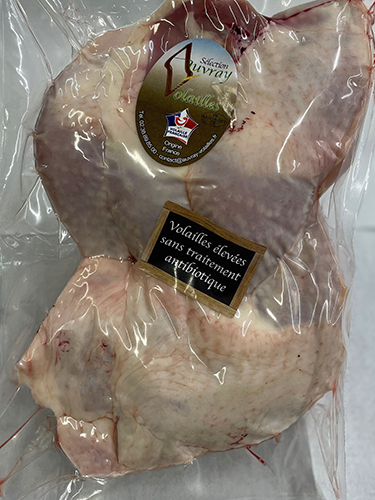 Sélection
Auvray
Volailles
VOLAILLE
FRANÇAISE
Origine
France
Volailles élevées
sans traitement
antibiotique